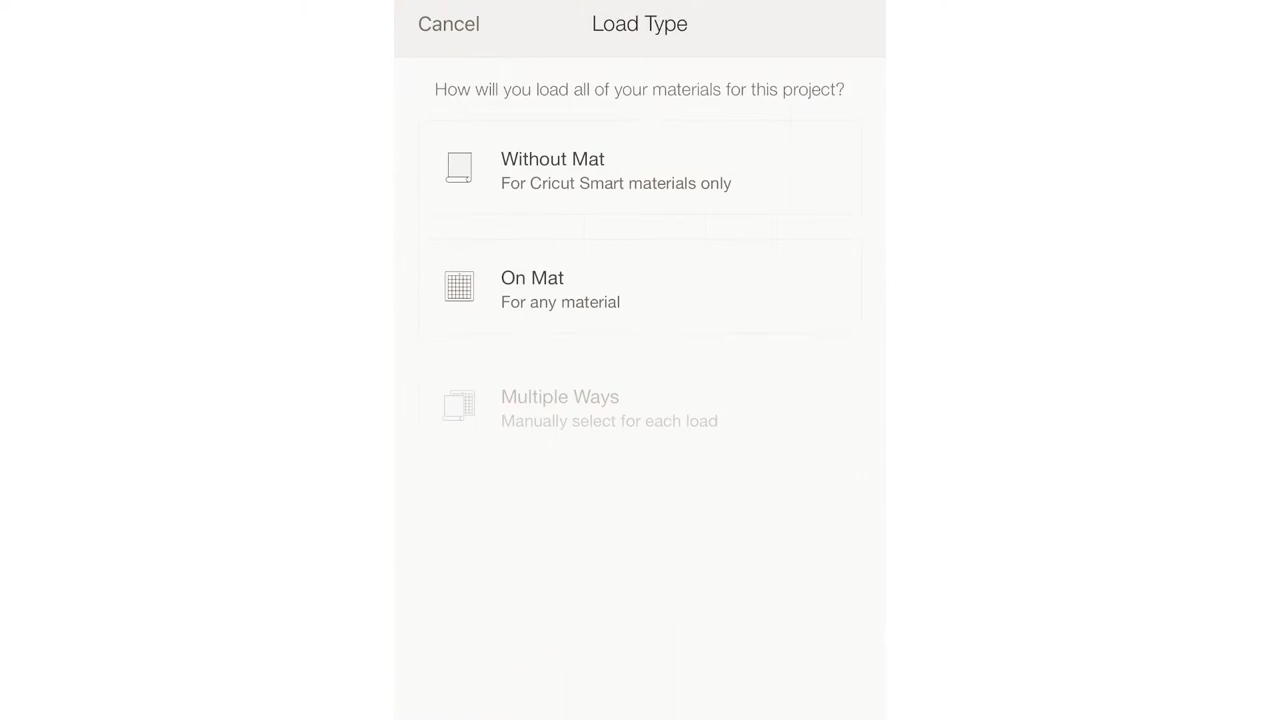 Cancel
Load Type
How will you load all of your materials for this project?
Without Mat
For Cricut Smart materials only
On Mat
For any material
Multiple Ways
Manually select for each load